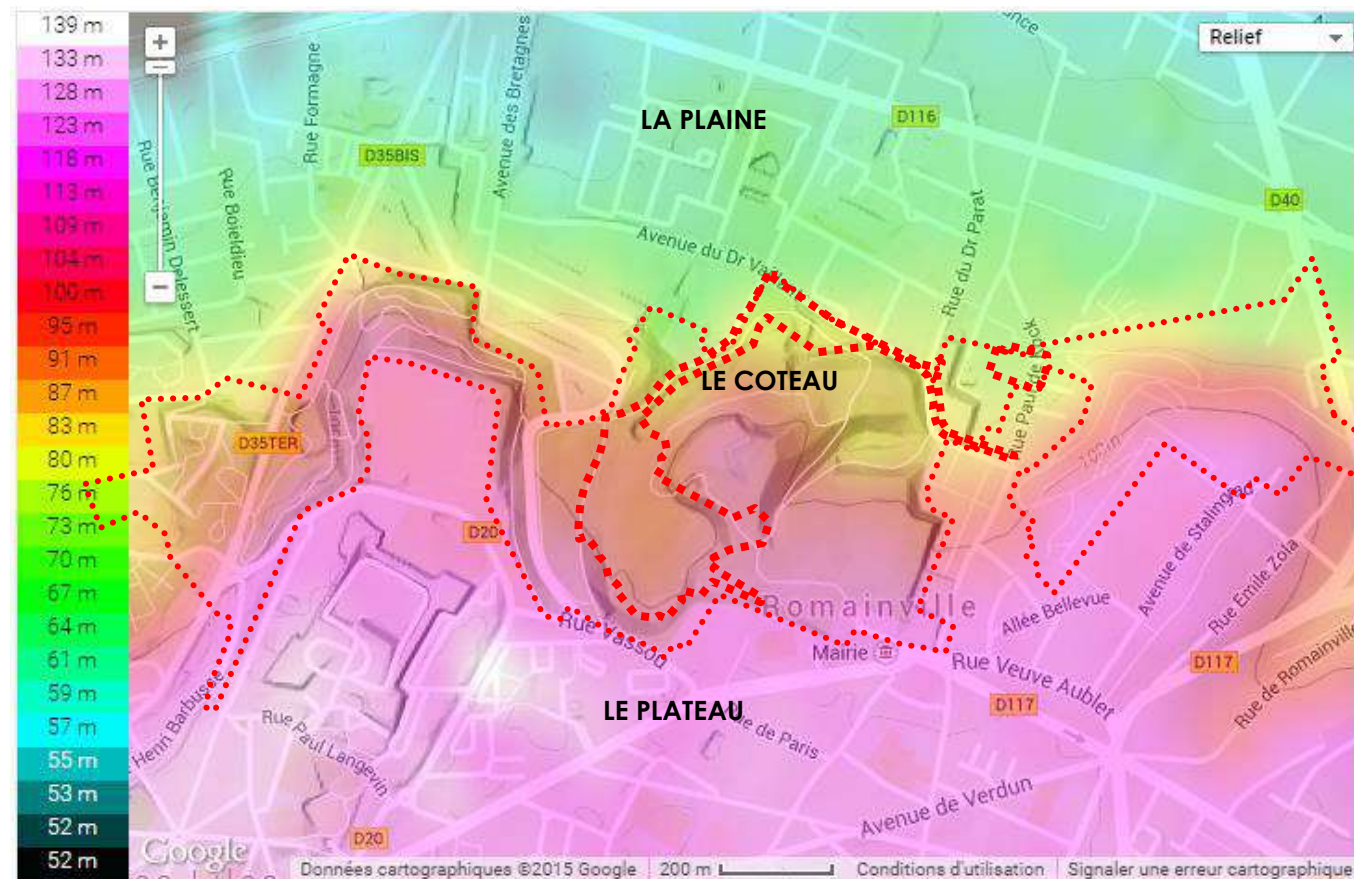 139 m
133 m
128 m
123 m
118 m
113 m
109 m
104 m
100 m
95 m
91 m
87 m
83 m
80 m
76 m
73 m
70 m
67 m
64 m
61 m
59 m
57 m
55 m
53 m
52 m
52 m
+
−
Relief
LA PLAINE
D116
D35BIS
Rue Formagne
Avenue des Bretagnes
Rue Benjamin Delessert
Rue Boieldieu
D40
Avenue du Dr
Rue du Dr Parat
LE COTEAU
D35TER
100m
D20
Romainville
Avenue de Stalingrad
Rue Emile Zola
Allée Bellevue
Rue Vassou
Mairie
Rue Veuve Aublet
D117
Rue de Romainville
D117
LE PLATEAU
Henri Barbusse
Rue Paul Langevin
de Paris
Avenue de Verdun
D20
Google
Données cartographiques ©2015 Google
200 m
Conditions d'utilisation
Signaler une erreur cartographique